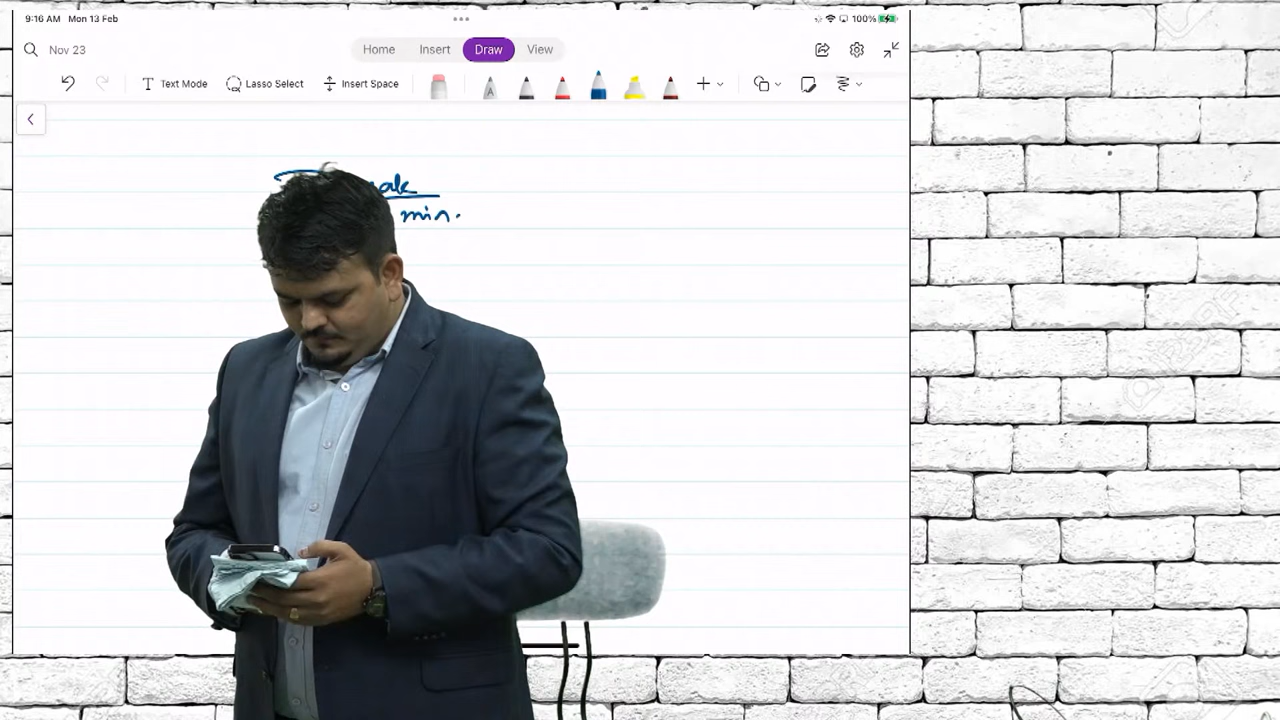 9:16 AM Mon 13 Feb
100%
Nov 23
Home Insert Draw View
Text Mode Lasso Select Insert Space
min.